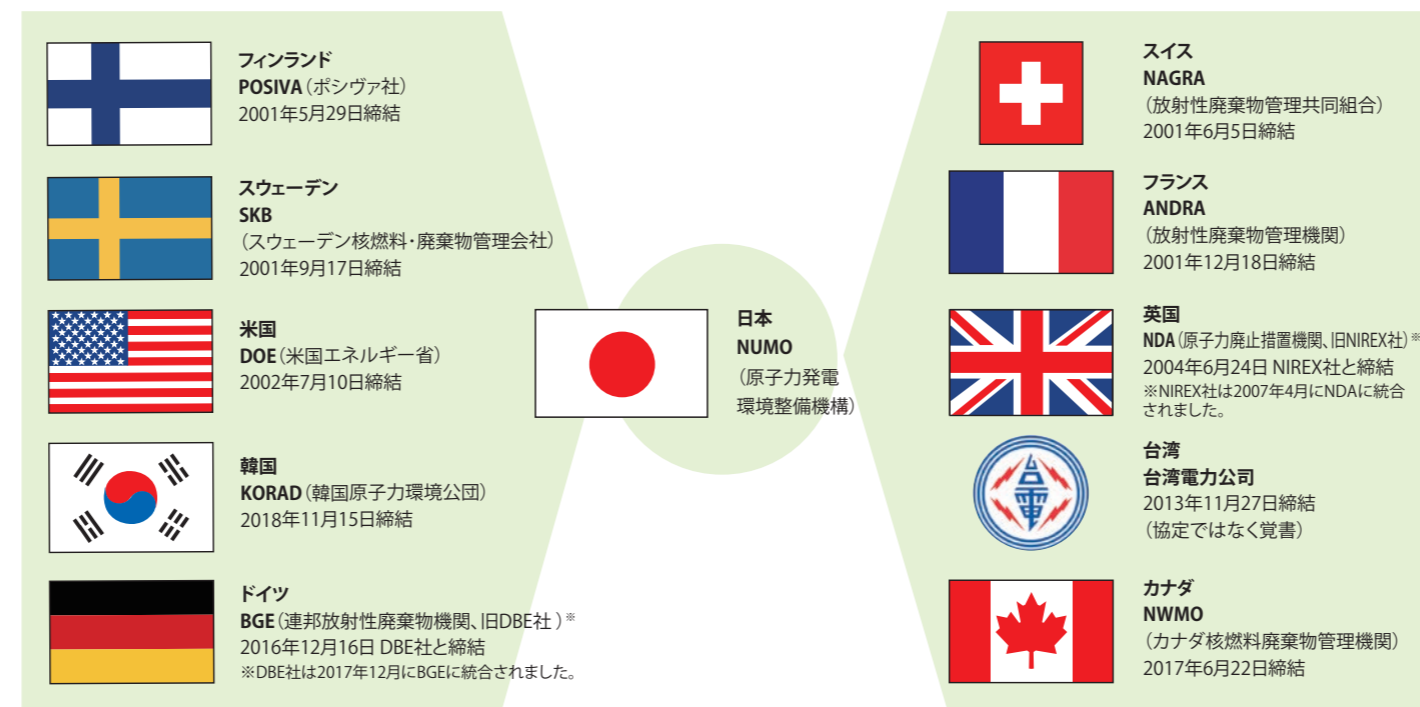 フィンランド
POSIVA(ポシヴァ社)
2001年5月29日締結
スウェーデン
SKB
(スウェーデン核燃料・廃棄物管理会社)
2001年9月17日締結
米国
DOE(米国エネルギー省)
2002年7月10日締結
韓国
KORAD(韓国原子力環境公団)
2018年11月15日締結
ドイツ
BGE(連邦放射性廃棄物機関、旧DBE社)※
2016年12月16日 DBE社と締結
※DBE社は2017年12月にBGEに統合されました。
日本
NUMO
(原子力発電
環境整備機構)
スイス
NAGRA
(放射性廃棄物管理共同組合)
2001年6月5日締結
フランス
ANDRA
(放射性廃棄物管理機関)
2001年12月18日締結
英国
NDA(原子力廃止措置機関、旧NIREX社)※
2004年6月24日 NIREX社と締結
※NIREX社は2007年4月にNDAに統合
されました。
台電
台湾
台湾電力公司
2013年11月27日締結
(協定ではなく覚書)
カナダ
NWMO
(カナダ核燃料廃棄物管理機関)
2017年6月22日締結